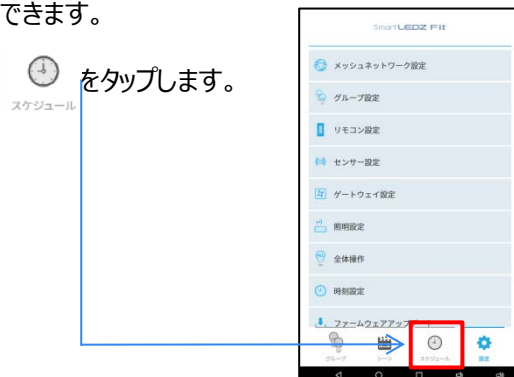 できます。
をタップします。
スケジュール
Smart LEDZ Fit
メッシュネットワーク設定
グループ設定
リモコン設定
センサー設定
ゲートウェイ設定
照明設定
全体操作
時刻設定
ファームウェアアップ
グループ
シーン
スケジュール
設定